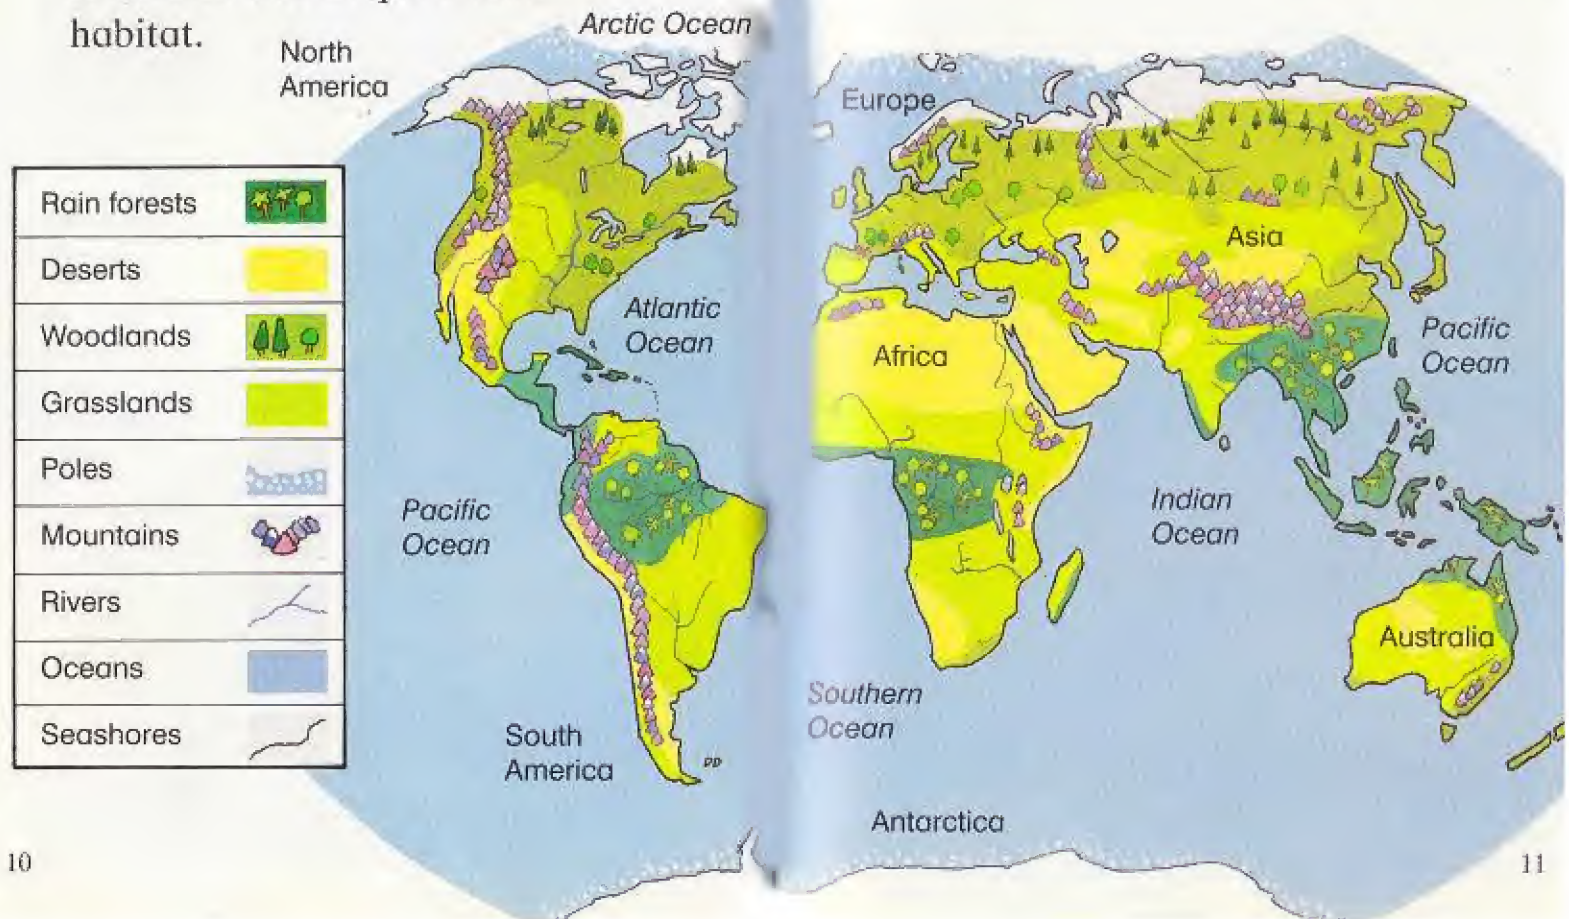 habitat.
Arctic Ocean
North
America
Rain forests
Deserts
Woodlands
Grasslands
Poles
Mountains
Rivers
Oceans
Seashores
Atlantic
Ocean
Pacific
Ocean
South
America
DD
10
Europe
Asia
Africa
Pacific
Ocean
Indian
Ocean
Australia
Southern
Ocean
Antarctica
11